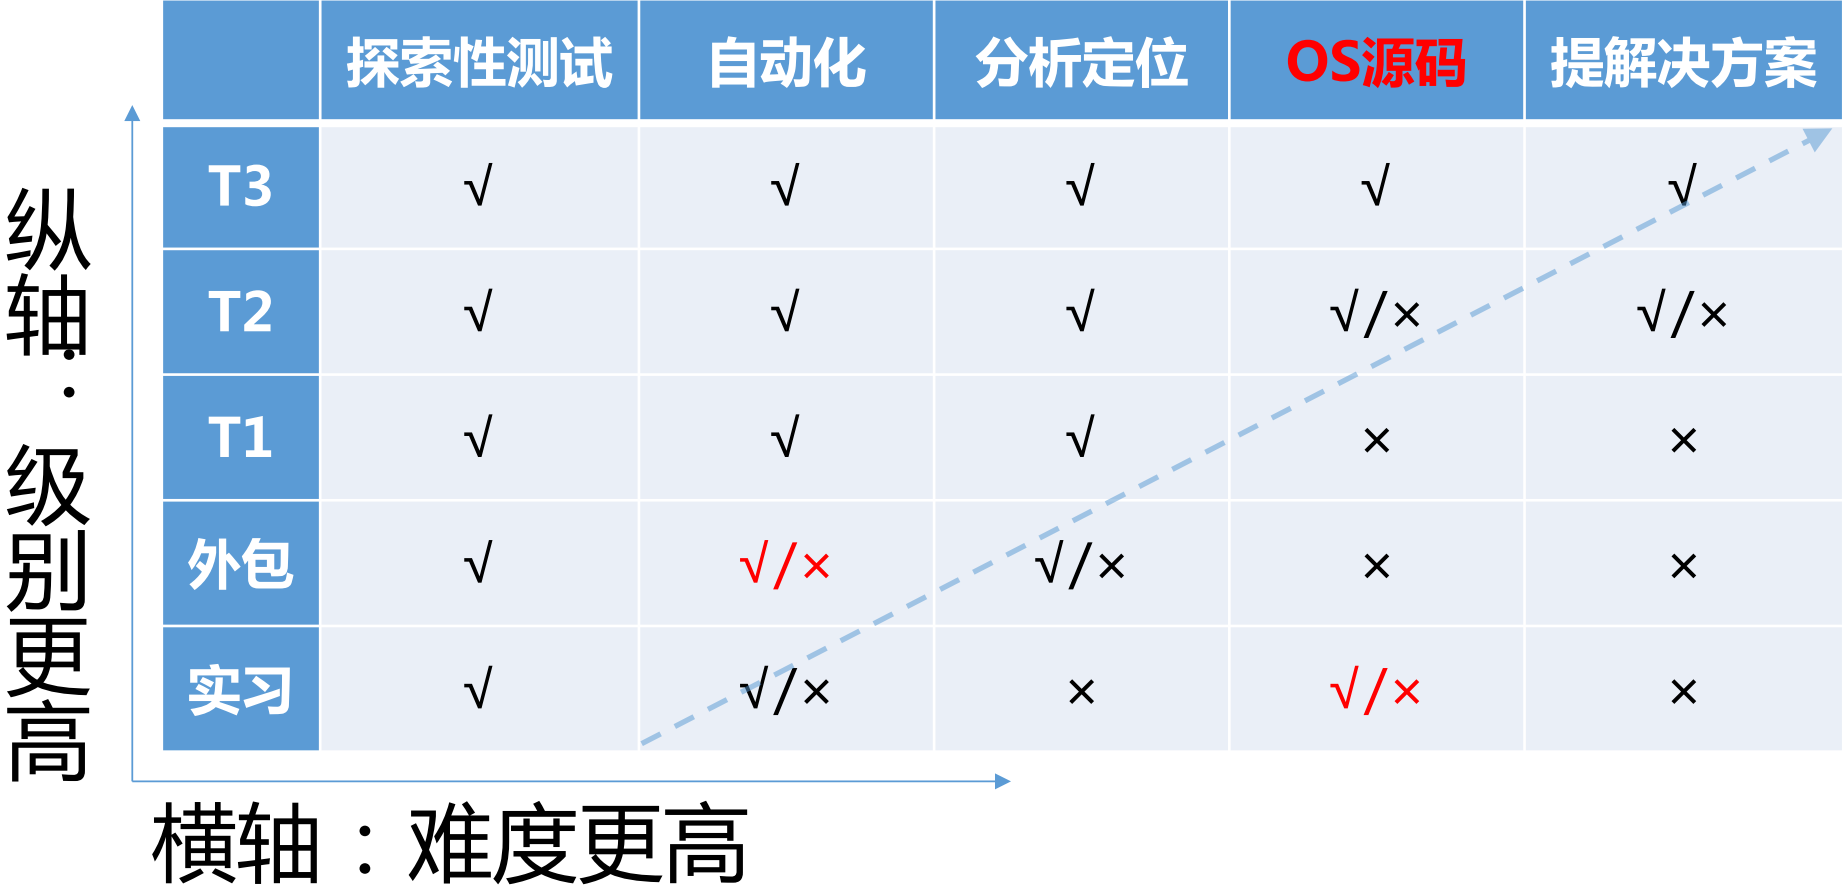 探索性测试 自动化 分析定位 OS源码 提解决方案
T3 √ √ √ √ √
T2 √ √ √ √/× √/×
T1 √ √ √ × ×
外包 √ √/× √/× × ×
实习 √ √/× × √/× ×
纵轴：级别更高
横轴：难度更高